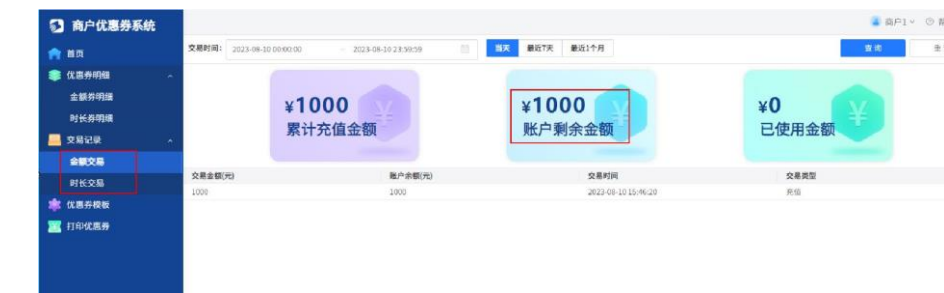 商户优惠券系统
商户1
首页
交易时间: 2023-08-10 00:00:00 ~ 2023-08-10 23:59:59 当天 最近7天 最近1个月 查询
优惠券明细
金额券明细
时长券明细
交易记录
金额交易
时长交易
优惠券模板
打印优惠券
¥1000
累计充值金额
¥1000
账户剩余金额
¥0
已使用金额
交易金额(元) 账户余额(元) 交易时间 交易类型
1000 1000 2023-08-10 15:46:20 充值